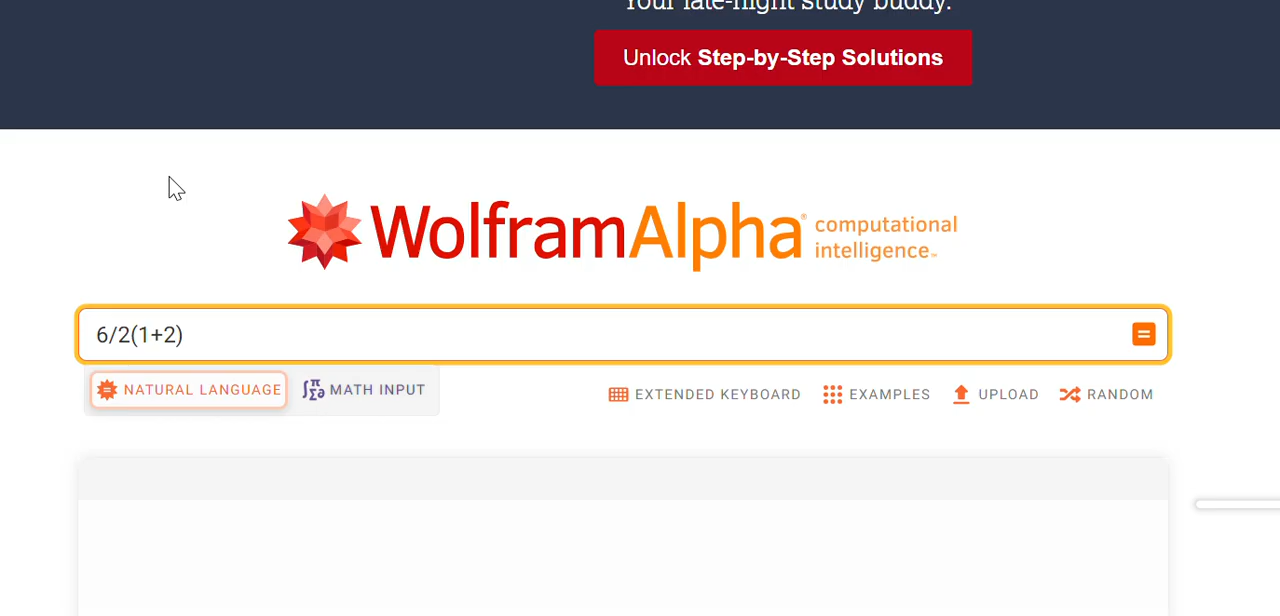 Your late-night study buddy.
Unlock Step-by-Step Solutions
WolframAlpha® computational
intelligence™
6/2(1+2)
=
NATURAL LANGUAGE
MATH INPUT
EXTENDED KEYBOARD
EXAMPLES
UPLOAD
RANDOM